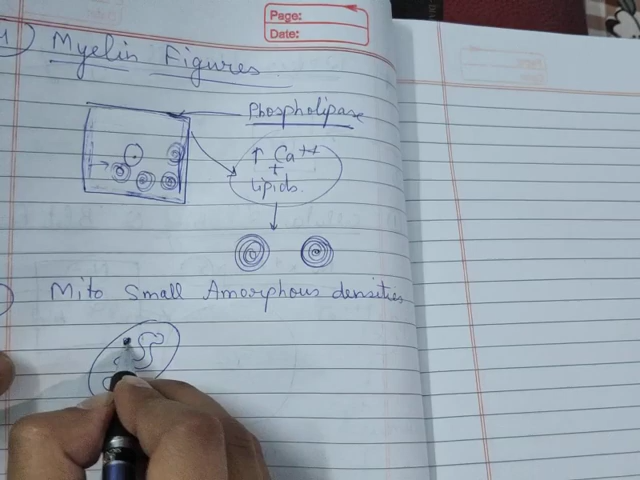 Page:
Date:
Myelin Figures
Phospholipase
↑ Ca++
+
lipids.
Mito Small Amorphous densities